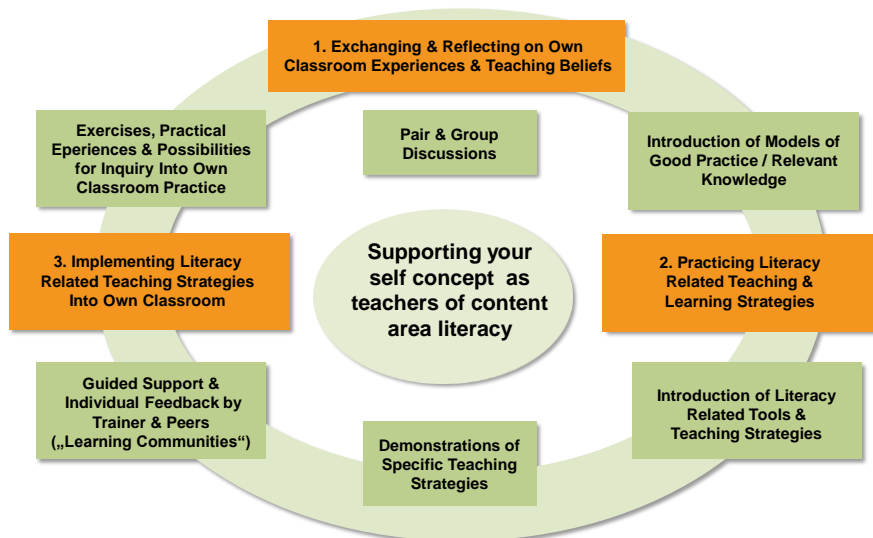 1. Exchanging & Reflecting on Own
Classroom Experiences & Teaching Beliefs
Exercises, Practical
Eperiences & Possibilities
for Inquiry Into Own
Classroom Practice
Pair & Group
Discussions
Introduction of Models of
Good Practice / Relevant
Knowledge
3. Implementing Literacy
Related Teaching Strategies
Into Own Classroom
Supporting your
self concept as
teachers of content
area literacy
2. Practicing Literacy
Related Teaching &
Learning Strategies
Guided Support &
Individual Feedback by
Trainer & Peers
(„Learning Communities“)
Demonstrations of
Specific Teaching
Strategies
Introduction of Literacy
Related Tools &
Teaching Strategies